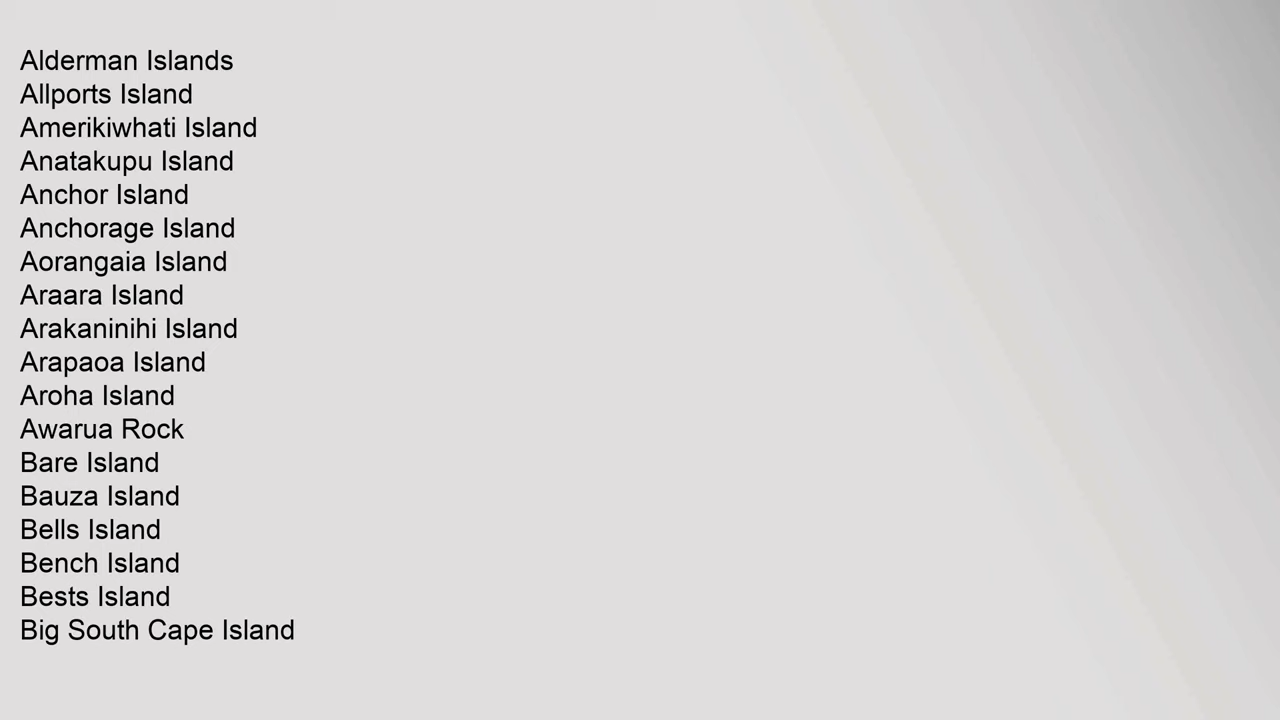 Alderman Islands
Allports Island
Amerikiwhati Island
Anatakupu Island
Anchor Island
Anchorage Island
Aorangaia Island
Araara Island
Arakaninihi Island
Arapaoa Island
Aroha Island
Awarua Rock
Bare Island
Bauza Island
Bells Island
Bench Island
Bests Island
Big South Cape Island